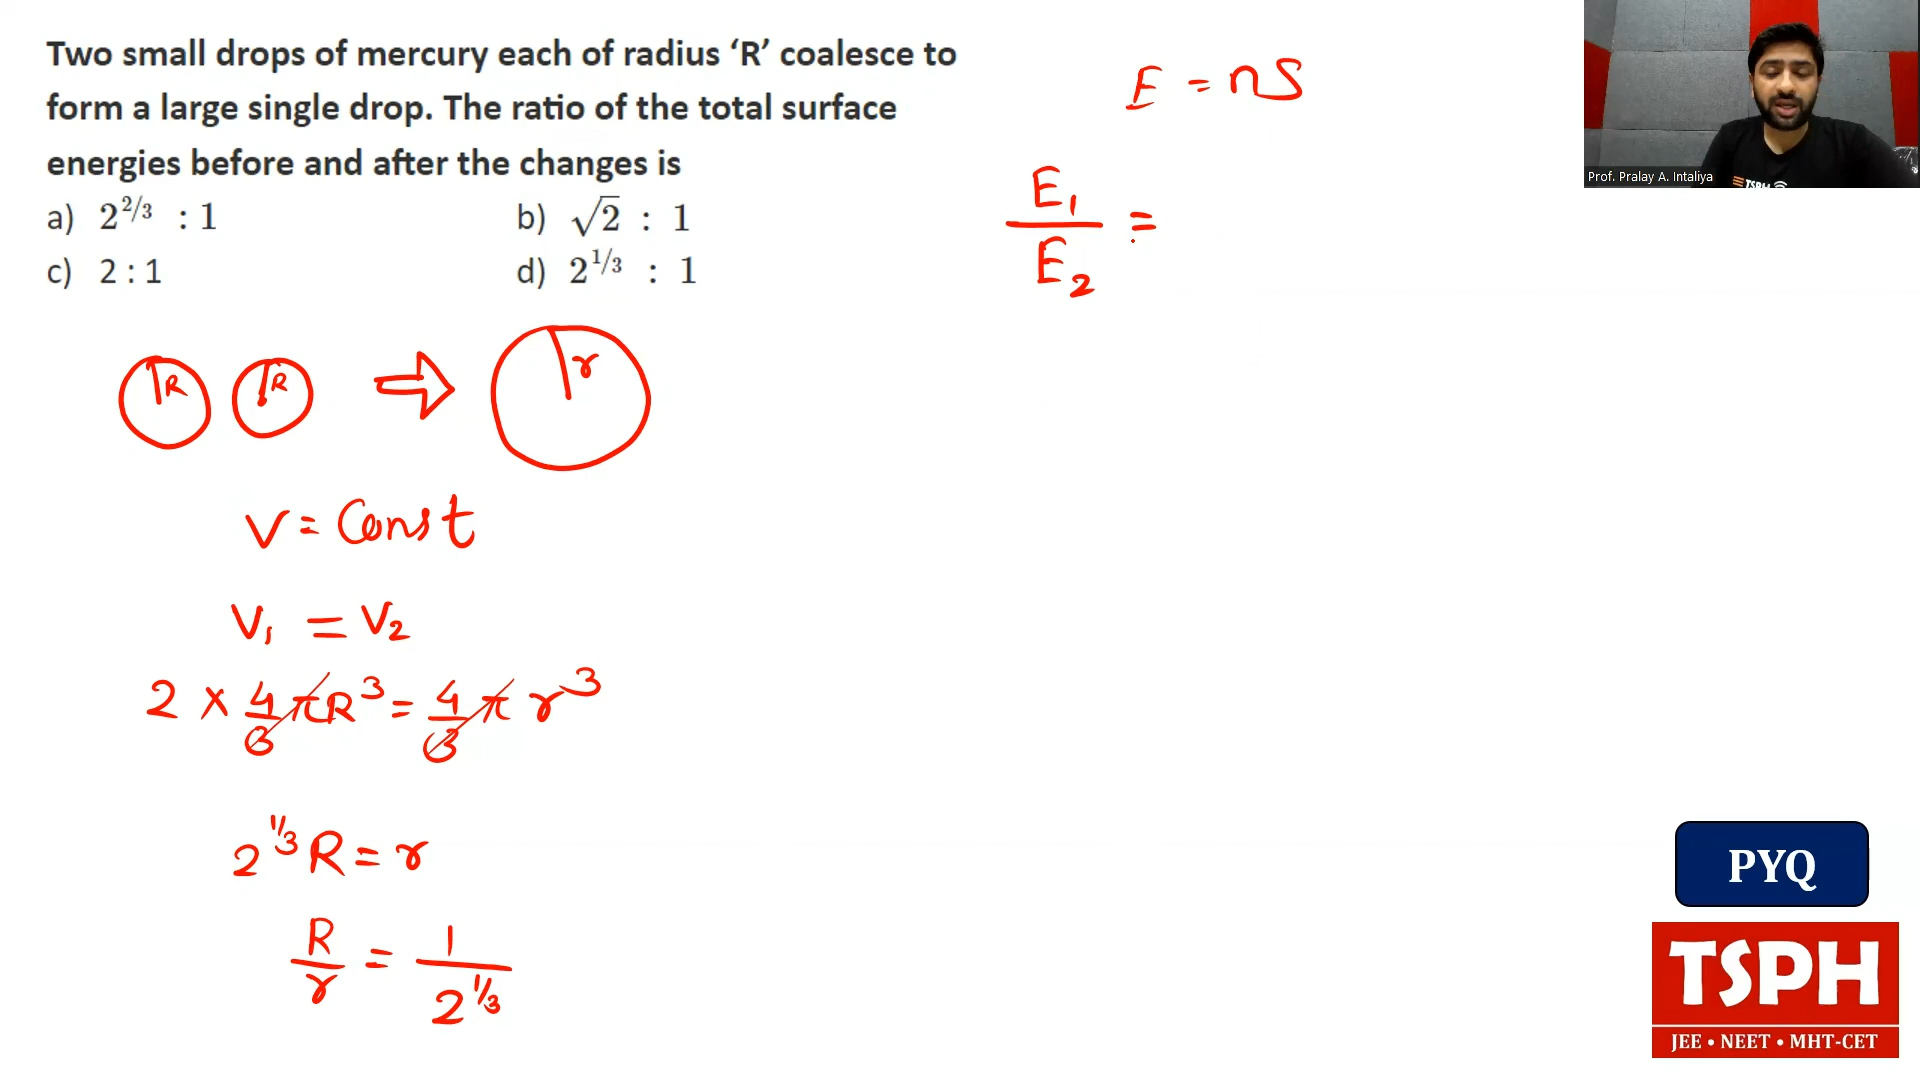 Two small drops of mercury each of radius ‘R’ coalesce to
form a large single drop. The ratio of the total surface
energies before and after the changes is
a) 2^{2/3} : 1
b) √2 : 1
c) 2 : 1
d) 2^{1/3} : 1
R
R
r
V = Const
V₁ = V₂
2 × 4/3 π R³ = 4/3 π r³
2^{1/3} R = r
R/r = 1/2^{1/3}
E = nS
E₁/E₂ =
Prof. Pralay A. Intaliya
TSPH
PYQ
TSPH
JEE • NEET • MHT-CET